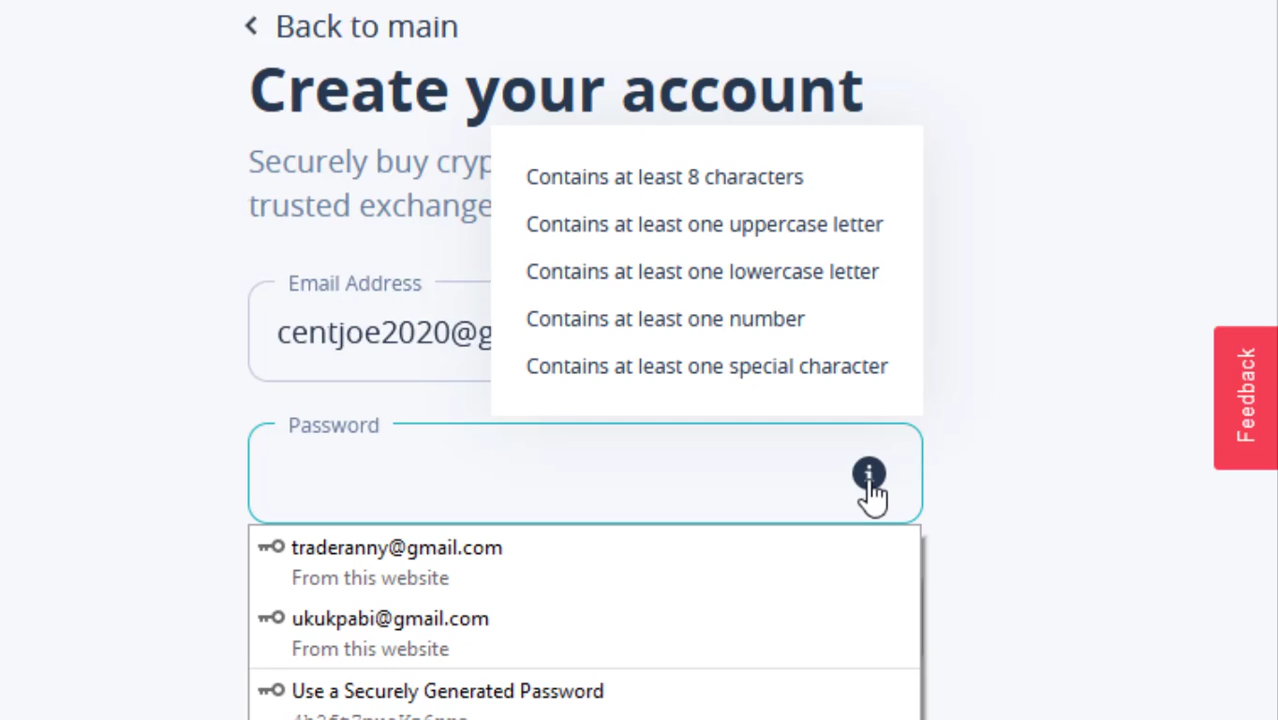 Back to main
Create your account
Securely buy
trusted exchange
Contains at least 8 characters
Contains at least one uppercase letter
Contains at least one lowercase letter
Contains at least one number
Contains at least one special character
Email Address
centjoe2020@g
Password
Feedback
traderanny@gmail.com
From this website
ukukpabi@gmail.com
From this website
Use a Securely Generated Password